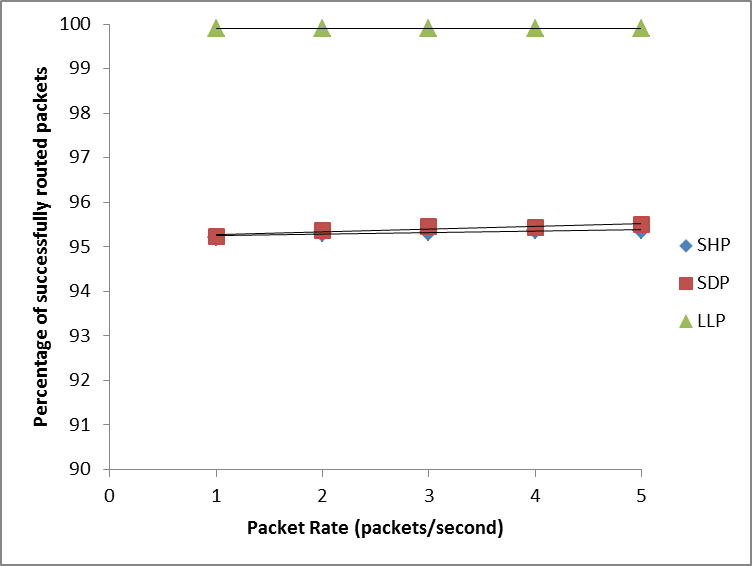 Percentage of successfully routed packets
100
99
98
97
96
95
94
93
92
91
90
0 1 2 3 4 5
Packet Rate (packets/second)
SHP
SDP
LLP